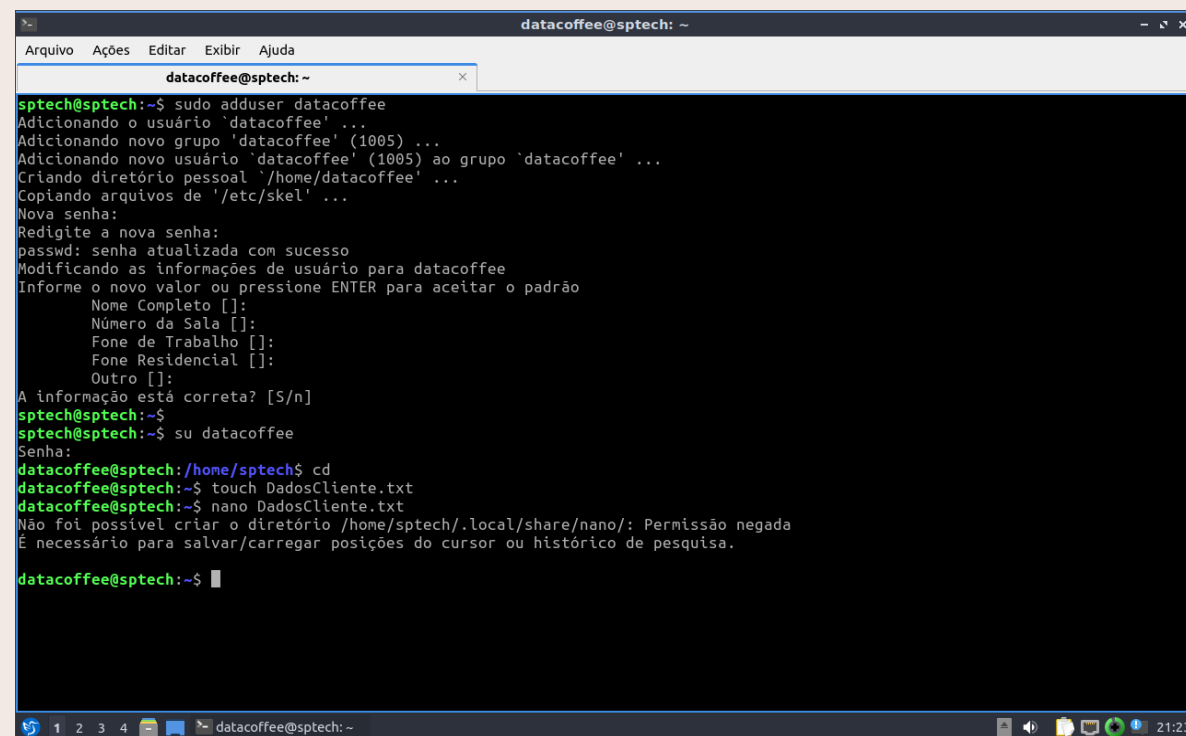 datacoffee@sptech: ~
Arquivo Ações Editar Exibir Ajuda
datacoffee@sptech: ~
sptech@sptech:~$ sudo adduser datacoffee
Adicionando o usuário `datacoffee' ...
Adicionando novo grupo 'datacoffee' (1005) ...
Adicionando novo usuário `datacoffee' (1005) ao grupo `datacoffee' ...
Criando diretório pessoal `/home/datacoffee' ...
Copiando arquivos de '/etc/skel' ...
Nova senha:
Redigite a nova senha:
passwd: senha atualizada com sucesso
Modificando as informações de usuário para datacoffee
Informe o novo valor ou pressione ENTER para aceitar o padrão
Nome Completo []:
Número da Sala []:
Fone de Trabalho []:
Fone Residencial []:
Outro []:
A informação está correta? [S/n]
sptech@sptech:~$
sptech@sptech:~$ su datacoffee
Senha:
datacoffee@sptech:/home/sptech$ cd
datacoffee@sptech:~$ touch DadosCliente.txt
datacoffee@sptech:~$ nano DadosCliente.txt
Não foi possível criar o diretório /home/sptech/.local/share/nano/: Permissão negada
É necessário para salvar/carregar posições do cursor ou histórico de pesquisa.
datacoffee@sptech:~$
1 2 3 4 datacoffee@sptech: ~